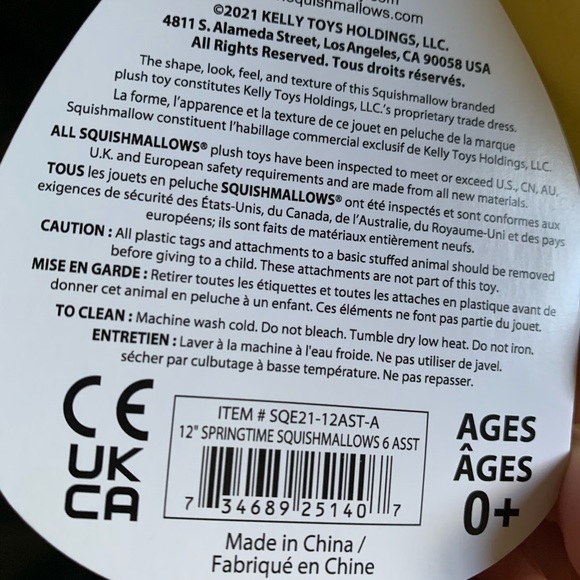 squishmallows.com
©2021 KELLY TOYS HOLDINGS, LLC.
4811 S. Alameda Street, Los Angeles, CA 90058 USA
All Rights Reserved. Tous droits réservés.
The shape, look, feel, and texture of this Squishmallow branded
plush toy constitutes Kelly Toys Holdings, LLC.'s proprietary trade dress.
La forme, l'apparence et la texture de ce jouet en peluche de la marque
Squishmallow constituent l'habillage commercial exclusif de Kelly Toys Holdings, LLC.
ALL SQUISHMALLOWS® plush toys have been inspected to meet or exceed U.S., CN, AU,
U.K. and European safety requirements and are made from all new materials.
TOUS les jouets en peluche SQUISHMALLOWS® ont été inspectés et sont conformes aux
exigences de sécurité des États-Unis, du Canada, de l'Australie, du Royaume-Uni et des pays
européens; ils sont faits de matériaux entièrement neufs.
CAUTION : All plastic tags and attachments to a basic stuffed animal should be removed
before giving to a child. These attachments are not part of this toy.
MISE EN GARDE : Retirer toutes les étiquettes et toutes les attaches en plastique avant de
donner cet animal en peluche à un enfant. Ces éléments ne font pas partie du jouet.
TO CLEAN : Machine wash cold. Do not bleach. Tumble dry low heat. Do not iron.
ENTRETIEN : Laver à la machine à l'eau froide. Ne pas utiliser de javel.
sécher par culbutage à basse température. Ne pas repasser.
CE
UK
CA
ITEM # SQE21-12AST-A
12" SPRINGTIME SQUISHMALLOWS 6 ASST
7 34689 25140 7
AGES
ÂGES
0+
Made in China /
Fabriqué en Chine